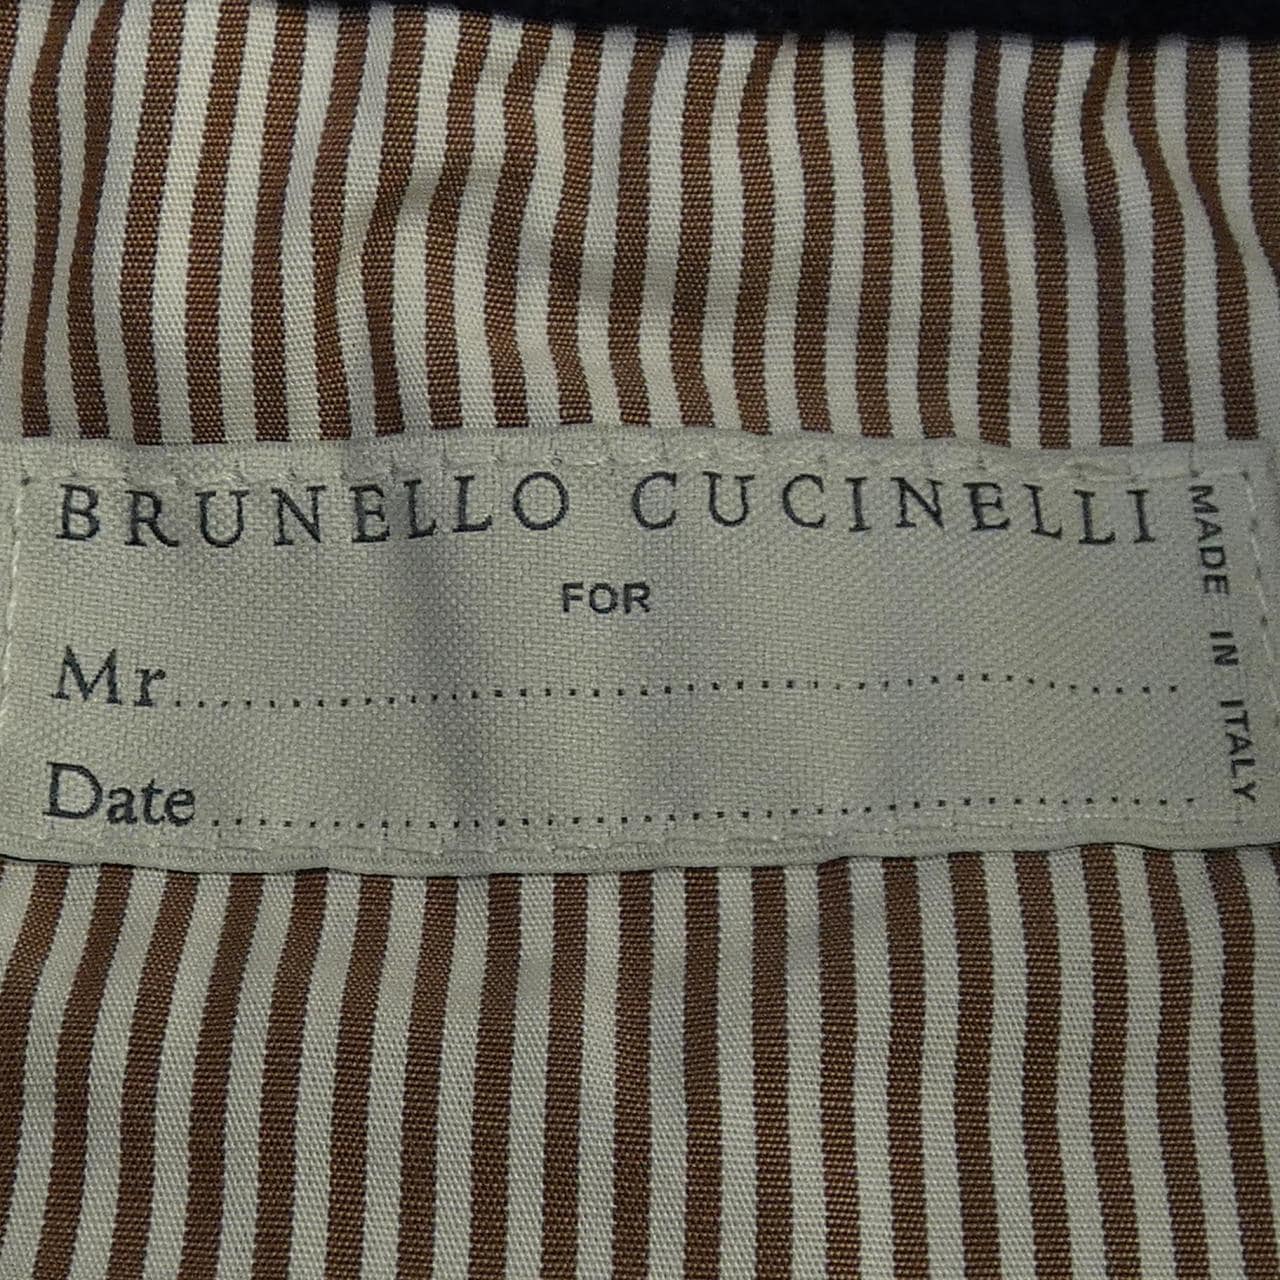 BRUNELLO CUCINELLI
FOR
Mr........................................
Date........................................
MADE IN ITALY